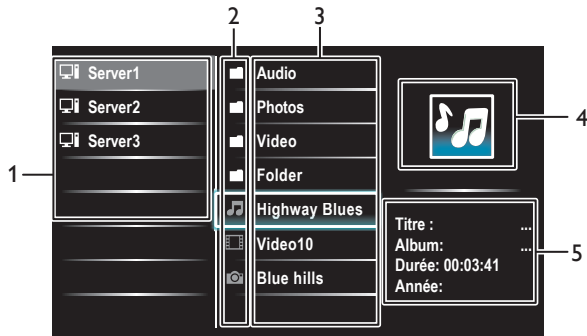 2
3
Server1
Server2
Server3
Audio
Photos
Video
Folder
Highway Blues
Video10
Blue hills
1
4
Titre : ...
Album: ...
Durée: 00:03:41
Année:
5